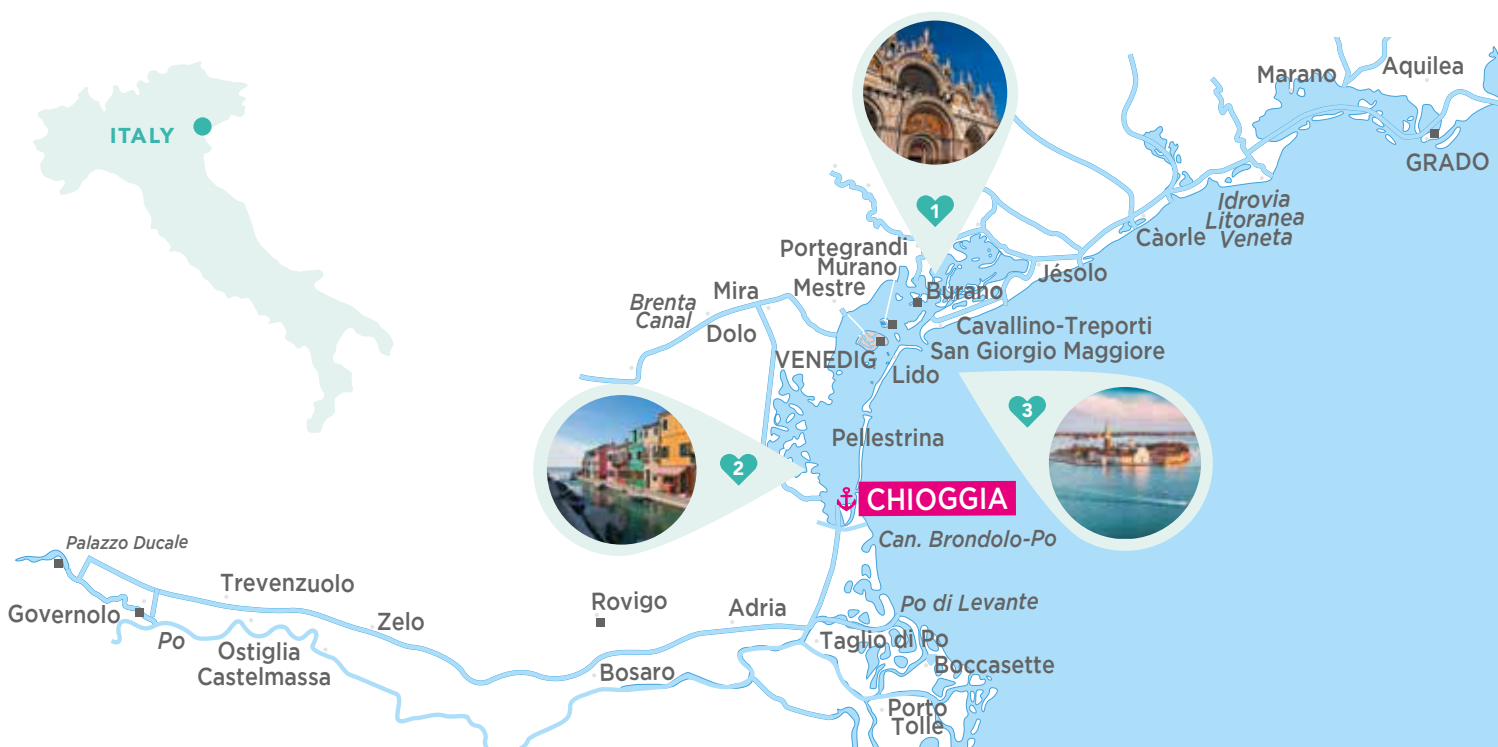 ITALY
1
Marano
Aquilea
GRADO
Idrovia
Litoranea
Veneta
Càorle
Portegrandi
Murano
Mestre
Jésolo
Burano
Brenta
Canal
Mira
Dolo
Cavallino-Treporti
San Giorgio Maggiore
VENEDIG
Lido
3
Pellestrina
2
CHIOGGIA
Can. Brondolo-Po
Palazzo Ducale
Trevenzuolo
Governolo
Zelo
Po
Ostiglia
Castelmassa
Rovigo
Adria
Po di Levante
Taglio di Po
Bosaro
Boccasette
Porto
Tolle